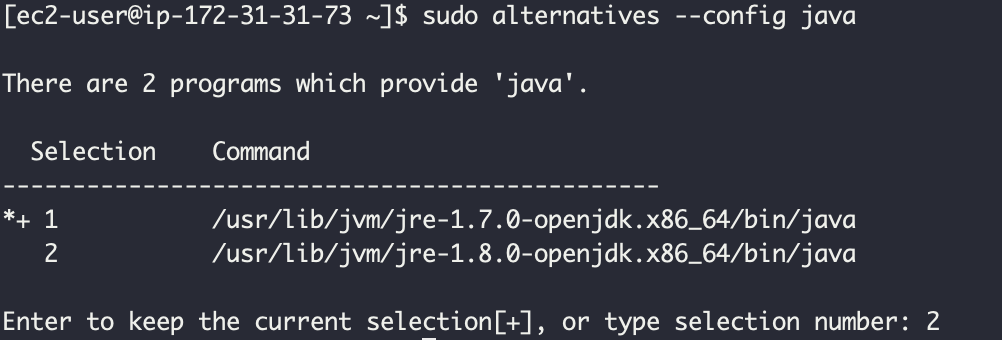 [ec2-user@ip-172-31-31-73 ~]$ sudo alternatives --config java
There are 2 programs which provide 'java'.
Selection Command
-----------------------------------------------
*+ 1 /usr/lib/jvm/jre-1.7.0-openjdk.x86_64/bin/java
2 /usr/lib/jvm/jre-1.8.0-openjdk.x86_64/bin/java
Enter to keep the current selection[+], or type selection number: 2